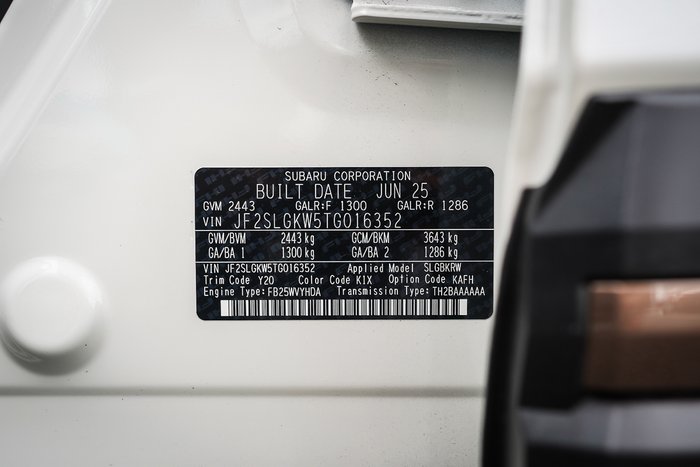 SUBARU CORPORATION
BUILT DATE JUN 25
GVM 2443 GALR:F 1300 GALR:R 1286
VIN JF2SLGKW5TG016352
GVM/BVM 2443 kg GCM/BKM 3643 kg
GA/BA 1 1300 kg GA/BA 2 1286 kg
VIN JF2SLGKW5TG016352 Applied Model SLGBKRW
Trim Code Y20 Color Code K1X Option Code KAFH
Engine Type: FB25WVYHDA Transmission Type: TH2BAAAAAA